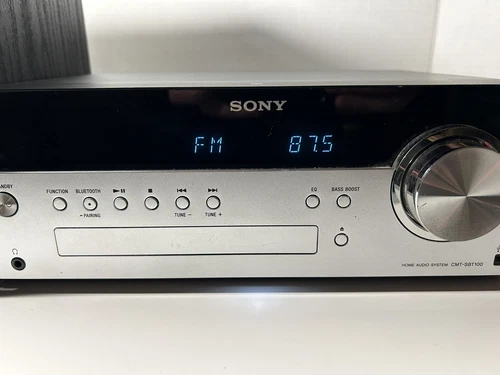 SONY
FM 87.5
FUNCTION BLUETOOTH EQ BASS BOOST
PAIRING TUNE − TUNE +
HOME AUDIO SYSTEM CMT-SBT100